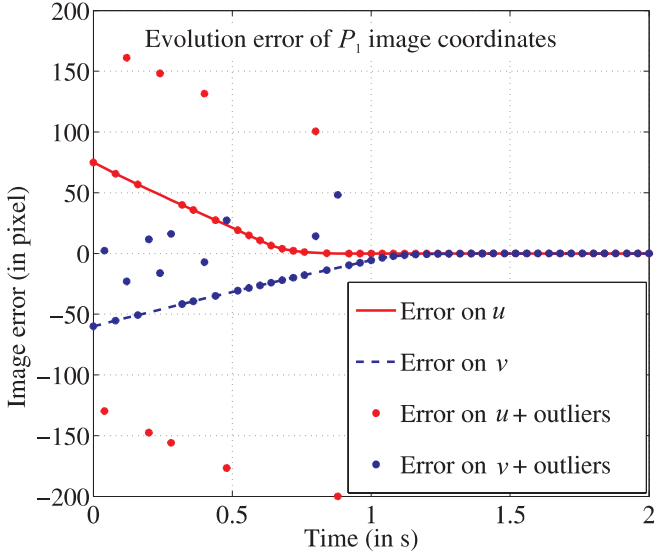 Evolution error of P1 image coordinates
200
150
100
50
0
−50
−100
−150
−200
Image error (in pixel)
0
0.5
1
1.5
2
Time (in s)
Error on u
Error on v
Error on u + outliers
Error on v + outliers